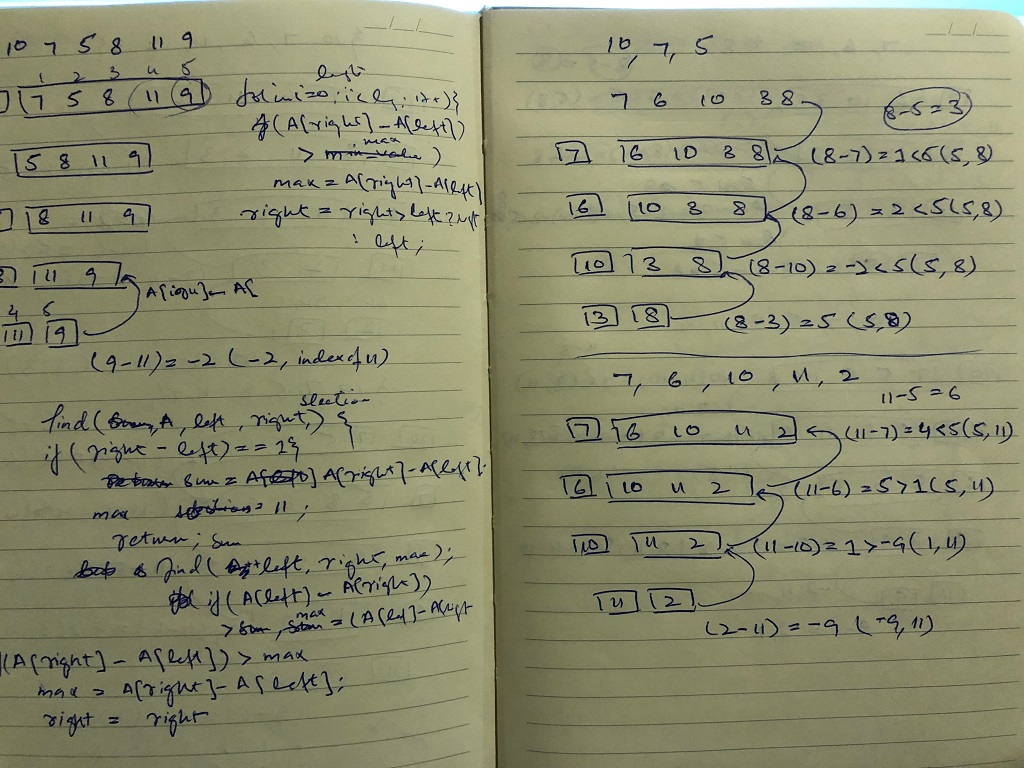 10 7 5 8 11 9
1 2 3 4 5
7 5 8 11 9
left
for(int i=0; i<lg; i++){
if(A[right]-A[left])
5 8 11 9
> max)
max = A[right]-A[left]
8 11 9
right = right>left?right
: left;
3 11 9
A[right]-A[
4 5
11 9
(9-11)= -2 (-2, index of 11)
find(A, left, right,) {
if (right - left) == 1{
sum = A[right]-A[left].
max = 11;
return; sum
find(left, right, max);
if(A[left]-A[right])
> max = (A[left]-A[right
(A[right]-A[left])> max
max = A[right]-A[left];
right = right
10, 7, 5
7 6 10 3 8
8-5=3
7 6 10 3 8 (8-7)=1<5(5,8)
6 10 3 8 (8-6) = 2<5(5,8)
10 3 8 (8-10) = -2<5(5,8)
3 8 (8-3) = 5 (5,8)
7, 6, 10, 11, 2
11-5 = 6
7 6 10 11 2 (11-7)=4<5(5,11)
6 10 11 2 (11-6) = 5>1(5,11)
10 11 2 (11-10)= 1>-9(1,11)
11 2
(2-11) = -9 (-9,11)